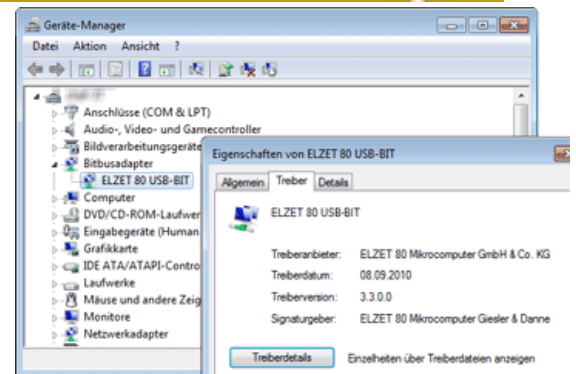 Geräte-Manager
Datei Aktion Ansicht ?
Anschlüsse (COM & LPT)
Audio-, Video- und Gamecontroller
Bildverarbeitungsgeräte
Bitbusadapter
ELZET 80 USB-BIT
Computer
DVD/CD-ROM-Laufwer
Eingabegeräte (Human
Grafikkarte
IDE ATA/ATAPI-Contro
Laufwerke
Mäuse und andere Zeig
Monitore
Netzwerkadapter
Eigenschaften von ELZET 80 USB-BIT
Allgemein Treiber Details
ELZET 80 USB-BIT
Treiberanbieter: ELZET 80 Mikrocomputer GmbH & Co. KG
Treiberdatum: 08.09.2010
Treiberversion: 3.3.0.0
Signaturgeber: ELZET 80 Mikrocomputer Giesler & Danne
Treiberdetails Einzelheiten über Treiberdateien anzeigen